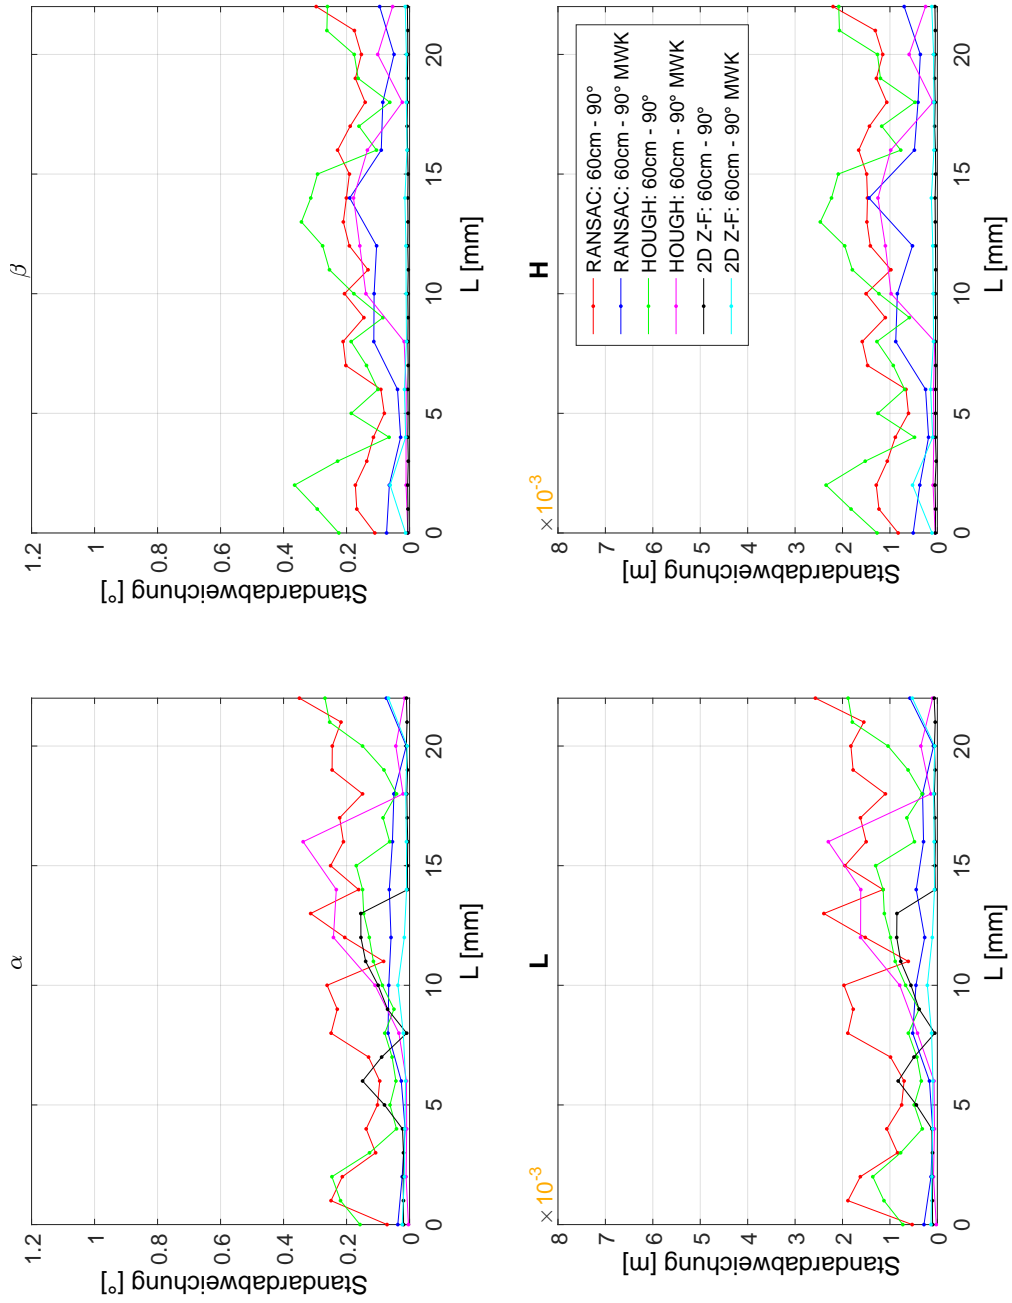 α
1.2
1
0.8
0.6
0.4
0.2
0
Standardabweichung [°]
0 5 10 15 20
L [mm]
β
1.2
1
0.8
0.6
0.4
0.2
0
Standardabweichung [°]
0 5 10 15 20
L [mm]
×10⁻³
L
8
7
6
5
4
3
2
1
0
Standardabweichung [m]
0 5 10 15 20
L [mm]
×10⁻³
H
8
7
6
5
4
3
2
1
0
Standardabweichung [m]
0 5 10 15 20
L [mm]
RANSAC: 60cm - 90°
RANSAC: 60cm - 90° MWK
HOUGH: 60cm - 90°
HOUGH: 60cm - 90° MWK
2D Z-F: 60cm - 90°
2D Z-F: 60cm - 90° MWK